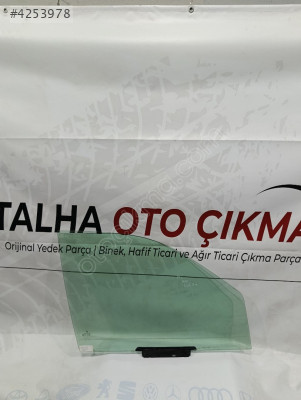 #4253978
TALHA OTO ÇIKMA
Orijinal Yedek Parça | Binek, Hafif Ticari ve Ağır Ticari Çıkma Parça